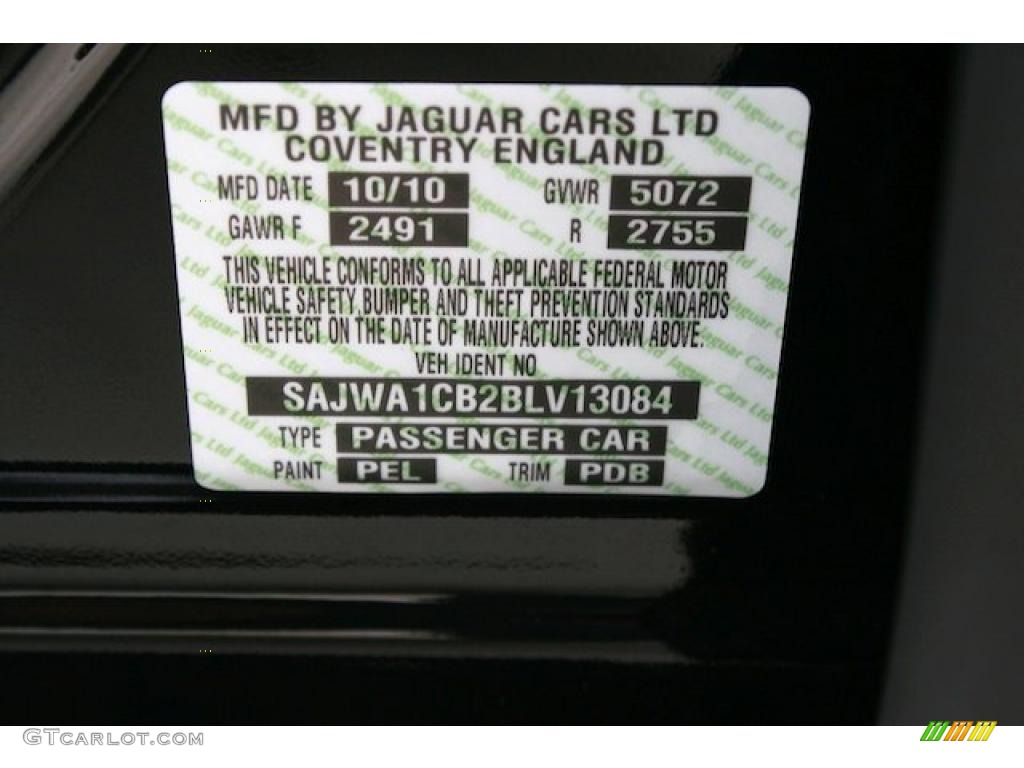 MFD BY JAGUAR CARS LTD
COVENTRY ENGLAND
MFD DATE 10/10 GVWR 5072
GAWR F 2491 R 2755
THIS VEHICLE CONFORMS TO ALL APPLICABLE FEDERAL MOTOR
VEHICLE SAFETY, BUMPER AND THEFT PREVENTION STANDARDS
IN EFFECT ON THE DATE OF MANUFACTURE SHOWN ABOVE.
VEH IDENT NO
SAJWA1CB2BLV13084
TYPE PASSENGER CAR
PAINT PEL TRIM PDB
GTCARLOT.COM